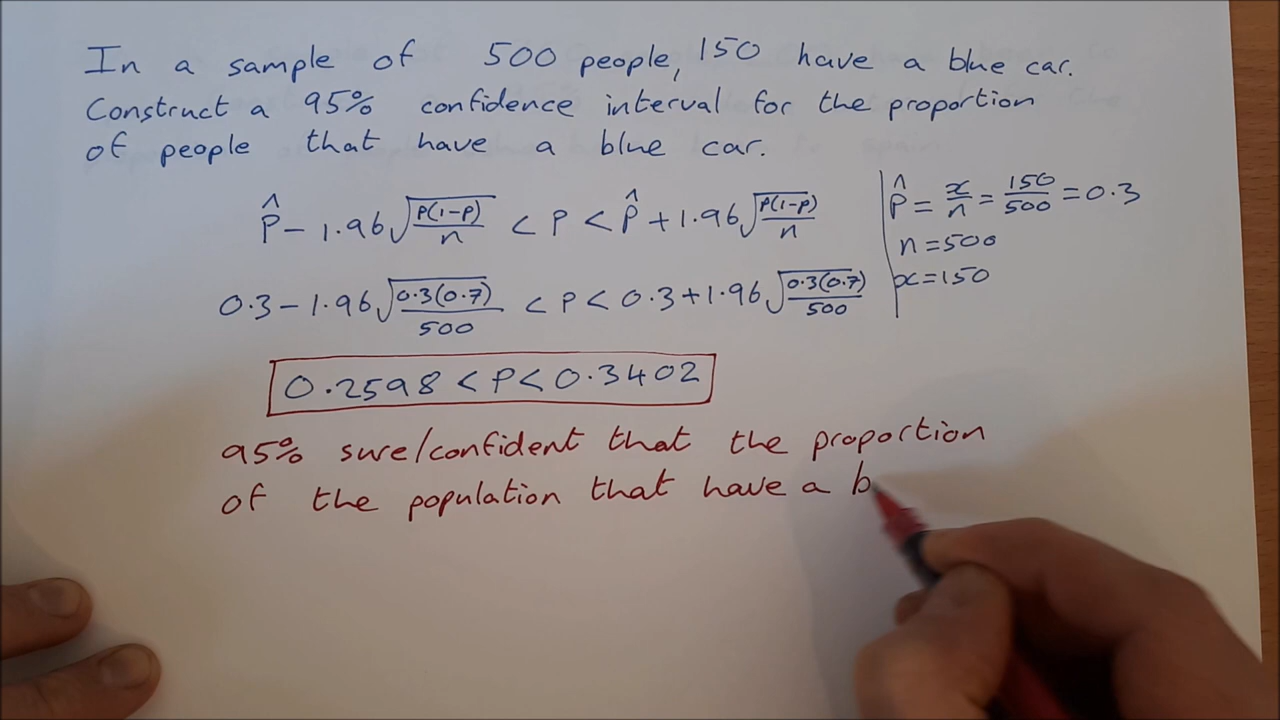 In a sample of 500 people, 150 have a blue car.
Construct a 95% confidence interval for the proportion
of people that have a blue car.
p̂ - 1.96√(p(1-p)/n) < p < p̂ + 1.96√(p(1-p)/n)
p̂ = x/n = 150/500 = 0.3
n = 500
x = 150
0.3 - 1.96√(0.3(0.7)/500) < p < 0.3 + 1.96√(0.3(0.7)/500)
0.2598 < p < 0.3402
95% sure/confident that the proportion
of the population that have a b